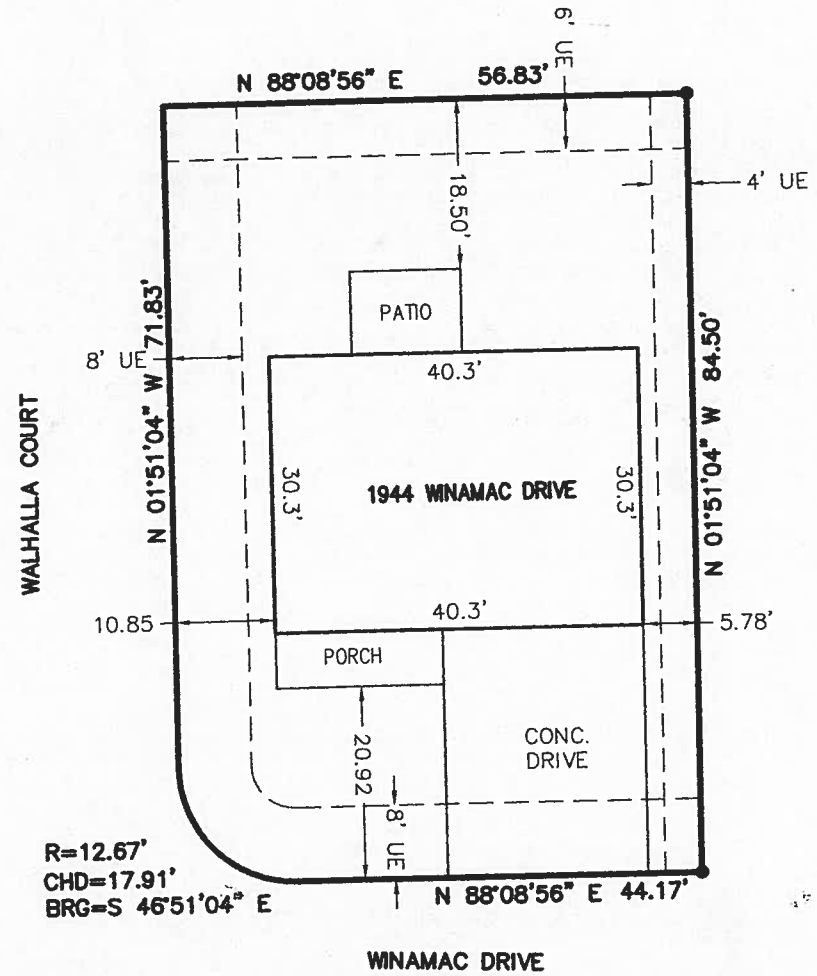 6' UE
N 88°08'56" E 56.83'
4' UE
18.50'
PATIO
N 01°51'04" W 71.83'
8' UE
40.3'
N 01°51'04" W 84.50'
WALHALLA COURT
30.3'
1944 WINAMAC DRIVE
30.3'
10.85
40.3'
5.78'
PORCH
20.92
CONC.
DRIVE
8' UE
R=12.67'
CHD=17.91'
BRG=S 46°51'04" E
N 88°08'56" E 44.17'
WINAMAC DRIVE